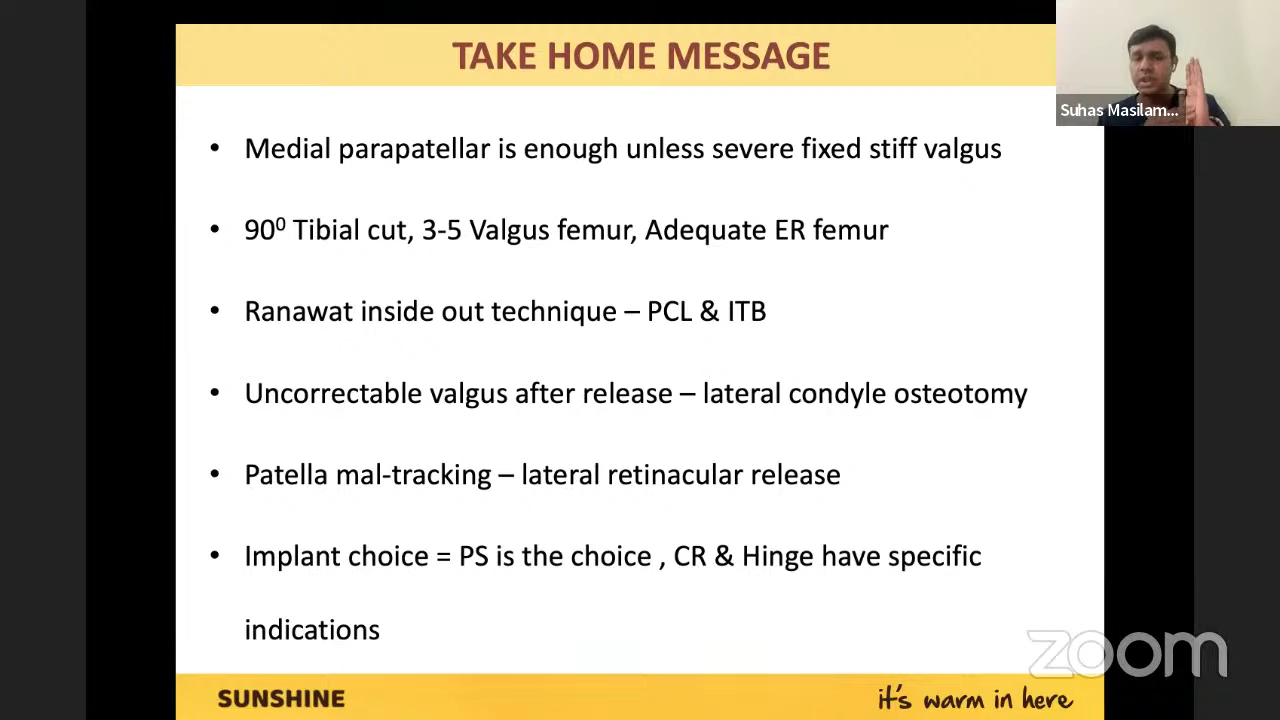 TAKE HOME MESSAGE
Suhas Masilam...
• Medial parapatellar is enough unless severe fixed stiff valgus
• 90⁰ Tibial cut, 3-5 Valgus femur, Adequate ER femur
• Ranawat inside out technique – PCL & ITB
• Uncorrectable valgus after release – lateral condyle osteotomy
• Patella mal-tracking – lateral retinacular release
• Implant choice = PS is the choice , CR & Hinge have specific
indications
zoom
SUNSHINE
it's warm in here